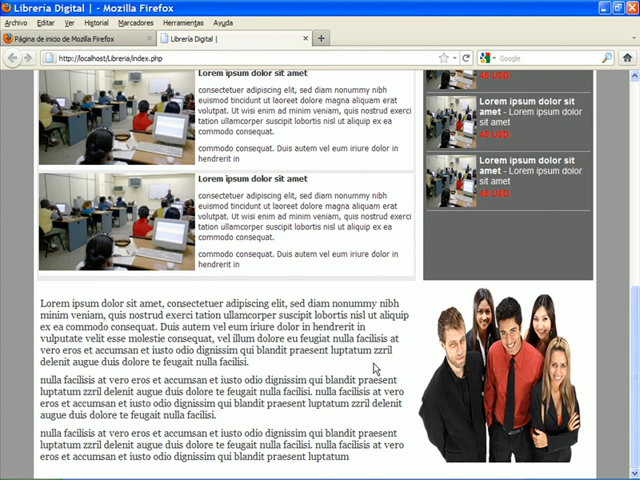 Librería Digital | - Mozilla Firefox
Archivo Editar Ver Historial Marcadores Herramientas Ayuda
Página de inicio de Mozilla Firefox
Librería Digital |
http://localhost/Libreria/index.php
Google
Lorem ipsum dolor sit amet
consectetuer adipiscing elit, sed diam nonummy nibh
euismod tincidunt ut laoreet dolore magna aliquam erat
volutpat. Ut wisi enim ad minim veniam, quis nostrud exerci
tation ullamcorper suscipit lobortis nisl ut aliquip ex ea
commodo consequat.
commodo consequat. Duis autem vel eum iriure dolor in
hendrerit in
Lorem ipsum dolor sit amet
consectetuer adipiscing elit, sed diam nonummy nibh
euismod tincidunt ut laoreet dolore magna aliquam erat
volutpat. Ut wisi enim ad minim veniam, quis nostrud exerci
tation ullamcorper suscipit lobortis nisl ut aliquip ex ea
commodo consequat.
commodo consequat. Duis autem vel eum iriure dolor in
hendrerit in
45 USD
Lorem ipsum dolor sit
amet - Lorem ipsum dolor
sit amet
45 USD
Lorem ipsum dolor sit
amet - Lorem ipsum dolor
sit amet
45 USD
Lorem ipsum dolor sit amet, consectetuer adipiscing elit, sed diam nonummy nibh
minim veniam, quis nostrud exerci tation ullamcorper suscipit lobortis nisl ut aliquip
ex ea commodo consequat. Duis autem vel eum iriure dolor in hendrerit in
vulputate velit esse molestie consequat, vel illum dolore eu feugiat nulla facilisis at
vero eros et accumsan et iusto odio dignissim qui blandit praesent luptatum zzril
delenit augue duis dolore te feugait nulla facilisi.
nulla facilisis at vero eros et accumsan et iusto odio dignissim qui blandit praesent
luptatum zzril delenit augue duis dolore te feugait nulla facilisi. nulla facilisis at vero
eros et accumsan et iusto odio dignissim qui blandit praesent luptatum zzril delenit
augue duis dolore te feugait nulla facilisi.
nulla facilisis at vero eros et accumsan et iusto odio dignissim qui blandit praesent
luptatum zzril delenit augue duis dolore te feugait nulla facilisi. nulla facilisis at vero
eros et accumsan et iusto odio dignissim qui blandit praesent luptatum